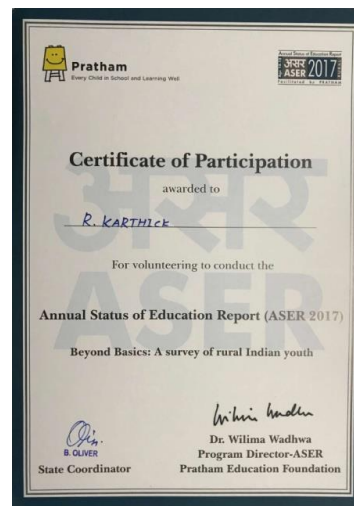 Pratham
Every Child in School and Learning Well
Annual Status of Education Report
असर
ASER 2017
Facilitated by PRATHAM
असर
ASER
Certificate of Participation
awarded to
R. KARTHICK
For volunteering to conduct the
Annual Status of Education Report (ASER 2017)
Beyond Basics: A survey of rural Indian youth
B. OLIVER
State Coordinator
Dr. Wilima Wadhwa
Program Director-ASER
Pratham Education Foundation